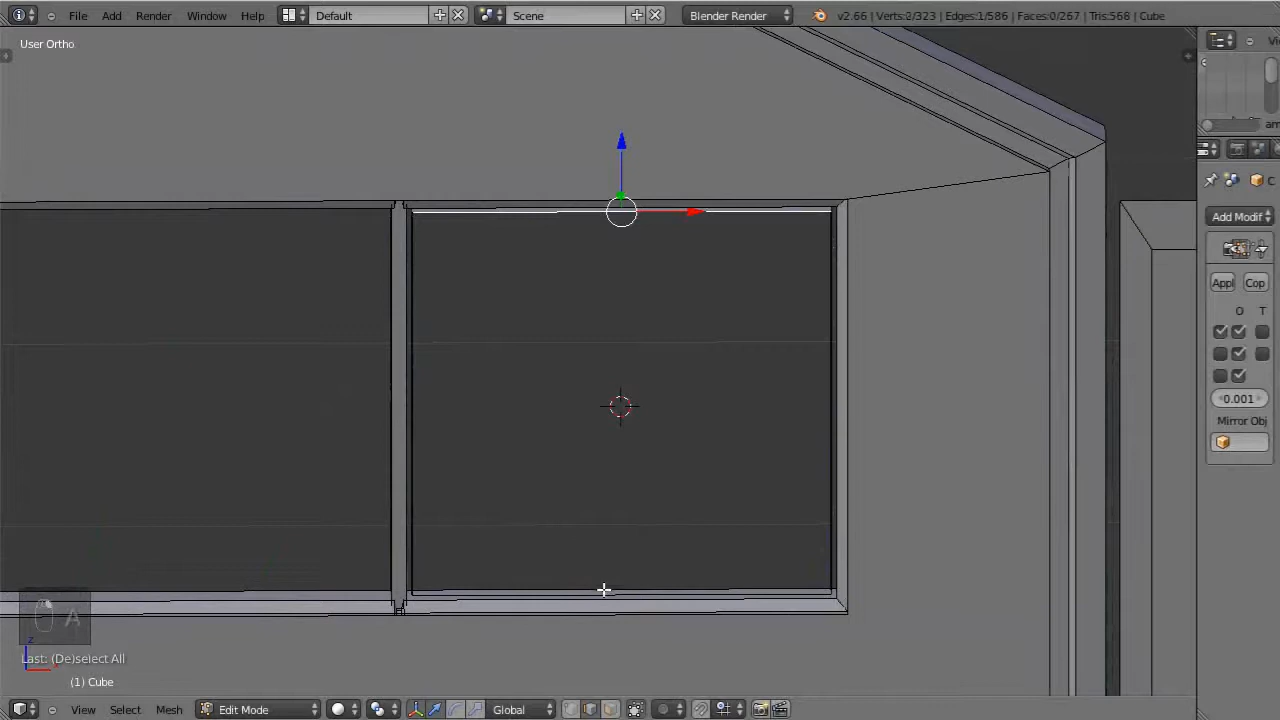 File Add Render Window Help Default Scene Blender Render v2.66 | Verts:2/323 | Edges:1/586 | Faces:0/267 | Tris:568 | Cube
User Ortho
Add Modif
Appl Cop
O T
0.001
Mirror Obj
A
z
Last: (De)select All
(1) Cube
View Select Mesh Edit Mode Global